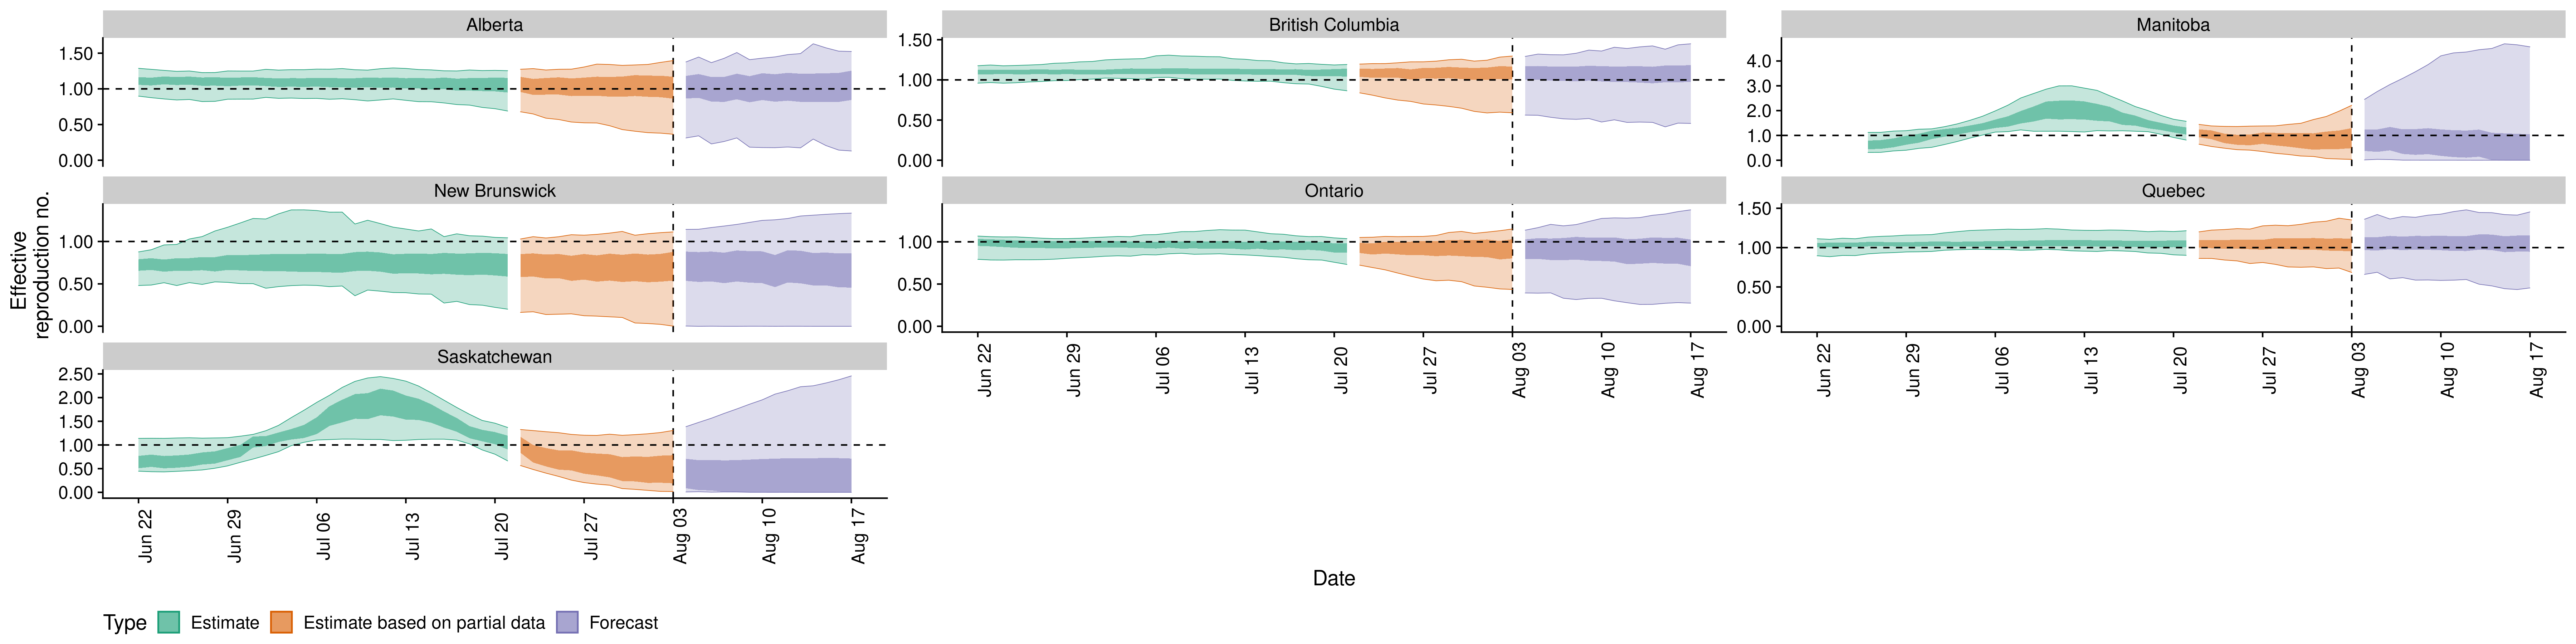 Alberta
British Columbia
Manitoba
1.50
1.00
0.50
0.00
1.50
1.00
0.50
0.00
4.0
3.0
2.0
1.0
0.0
New Brunswick
Ontario
Quebec
Effective
reproduction no.
1.00
0.50
0.00
1.00
0.50
0.00
1.50
1.00
0.50
0.00
Jun 22
Jun 29
Jul 06
Jul 13
Jul 20
Jul 27
Aug 03
Aug 10
Aug 17
Jun 22
Jun 29
Jul 06
Jul 13
Jul 20
Jul 27
Aug 03
Aug 10
Aug 17
Saskatchewan
2.50
2.00
1.50
1.00
0.50
0.00
Jun 22
Jun 29
Jul 06
Jul 13
Jul 20
Jul 27
Aug 03
Aug 10
Aug 17
Date
Type Estimate Estimate based on partial data Forecast